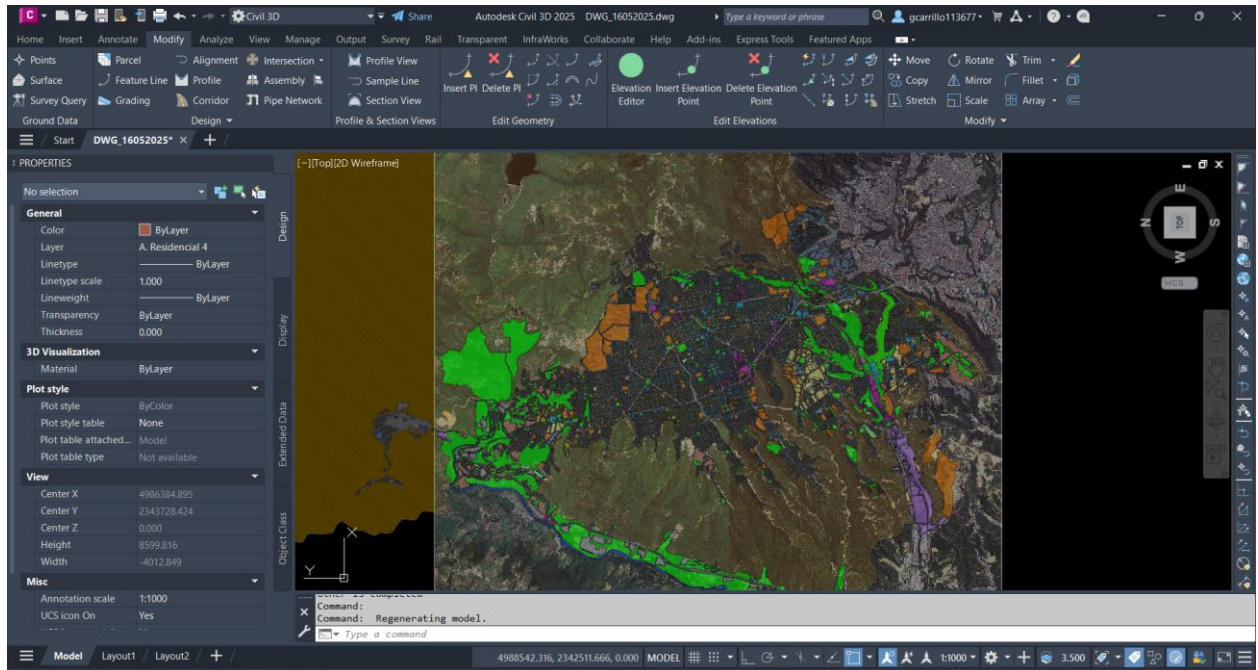 C Civil 3D Share Autodesk Civil 3D 2025 DWG_16052025.dwg Type a keyword or phrase gcarrillo113677
Home Insert Annotate Modify Analyze View Manage Output Survey Rail Transparent InfraWorks Collaborate Help Add-ins Express Tools Featured Apps
Points Parcel Alignment Intersection Profile View Move Rotate Trim
Surface Feature Line Profile Assembly Sample Line Insert PI Delete PI Elevation Editor Insert Elevation Point Delete Elevation Point Copy Mirror Fillet
Survey Query Grading Corridor Pipe Network Section View Stretch Scale Array
Ground Data Design Profile & Section Views Edit Geometry Edit Elevations Modify
Start DWG_16052025* × +
PROPERTIES
[−][Top][2D Wireframe]
No selection
General
Color ByLayer
Layer A. Residencial 4
Linetype ByLayer
Linetype scale 1.000
Lineweight ByLayer
Transparency ByLayer
Thickness 0.000
3D Visualization
Material ByLayer
Plot style
Plot style ByColor
Plot style table None
Plot table attached... Model
Plot table type Not available
View
Center X 4986384.895
Center Y 2343728.424
Center Z 0.000
Height 8599.816
Width -4012.849
Misc
Annotation scale 1:1000
UCS icon On Yes
Design
Display
Extended Data
Object Class
E
N TOP S
W
WCS
X
Y
Command:
Command: Regenerating model.
Type a command
Model Layout1 Layout2 + 4988542.316, 2342511.666, 0.000 MODEL 1:1000 3.500